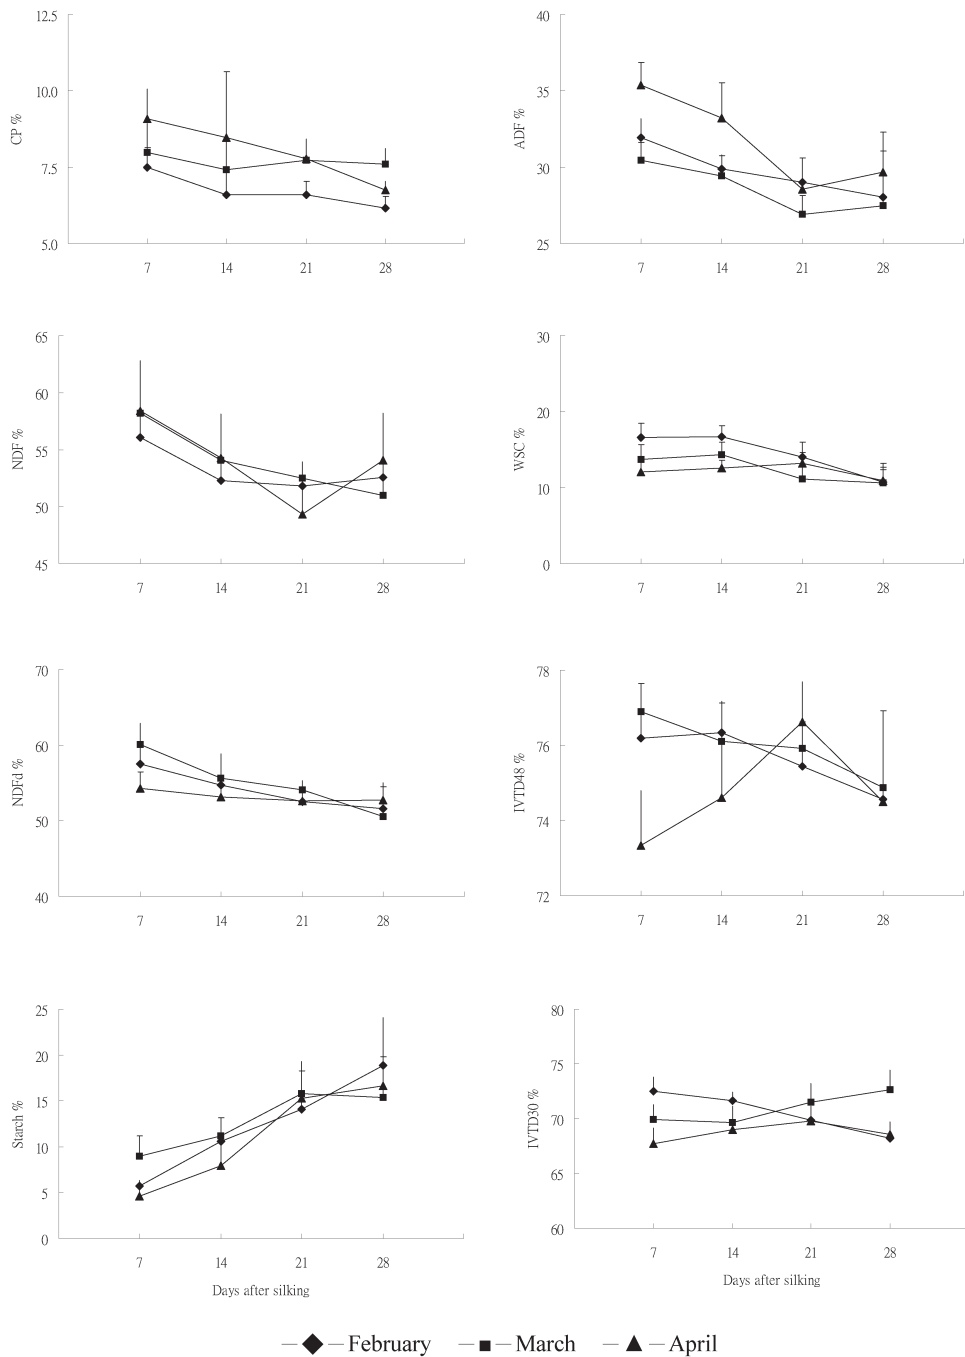 12.5
10.0
7.5
5.0
CP %
7 14 21 28
40
35
30
25
ADF %
7 14 21 28
65
60
55
50
45
NDF %
7 14 21 28
30
20
10
0
WSC %
7 14 21 28
70
60
50
40
NDFd %
7 14 21 28
78
76
74
72
IVTD48 %
7 14 21 28
25
20
15
10
5
0
Starch %
7 14 21 28
Days after silking
80
75
70
65
60
IVTD30 %
7 14 21 28
Days after silking
February March April